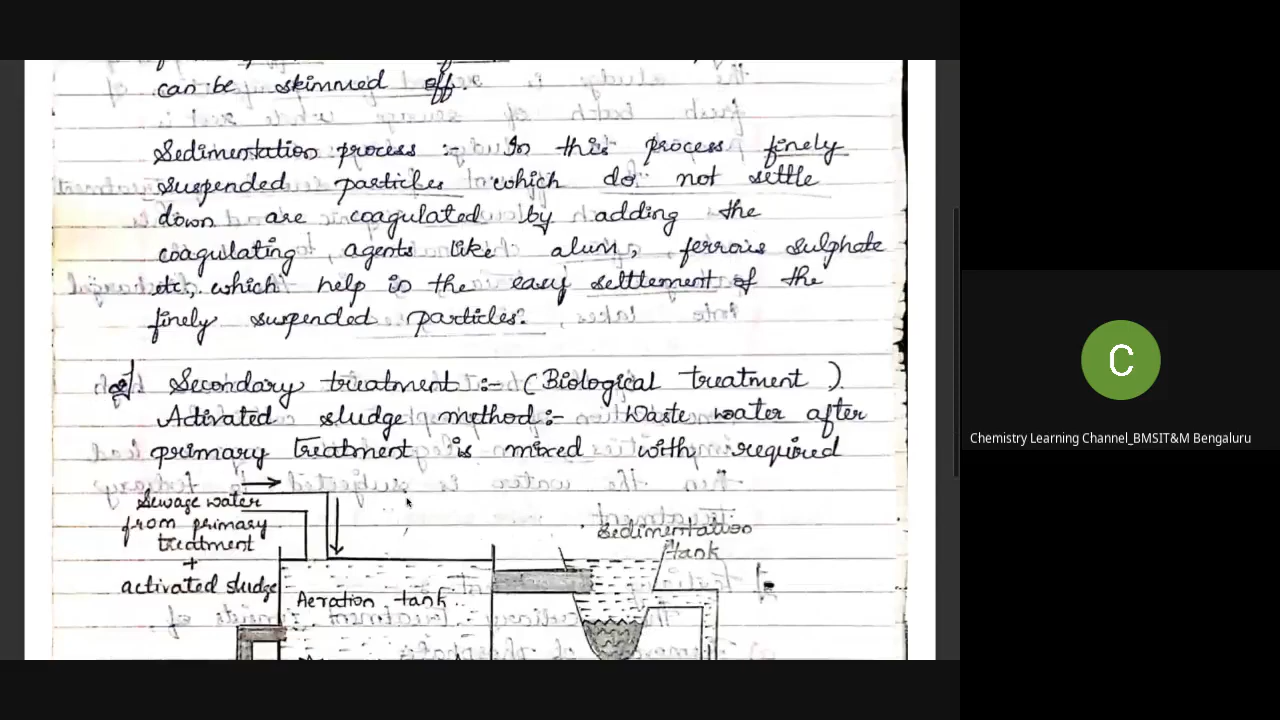 can be skimmed off.
Sedimentation process :- In this process finely
suspended particles which do not settle
down are coagulated by adding the
coagulating agents like alum, ferrous sulphate
etc, which help in the easy settlement of the
finely suspended particles.
Secondary treatment :- (Biological treatment).
Activated sludge method :- Waste water after
primary treatment is mixed with required
Sewage water
from primary
treatment
+
activated sludge
Aeration tank
Sedimentation
tank
C
Chemistry Learning Channel_BMSIT&M Bengaluru